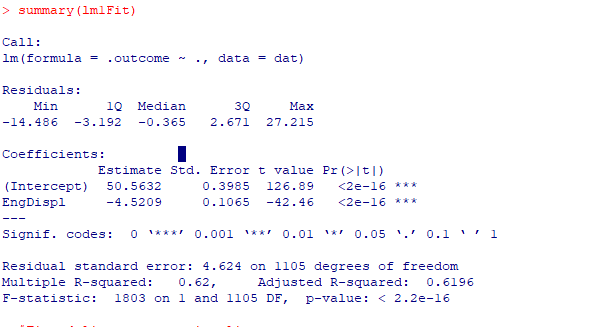 > summary(lm1Fit)
Call:
lm(formula = .outcome ~ ., data = dat)
Residuals:
    Min      1Q  Median      3Q     Max
-14.486  -3.192  -0.365   2.671  27.215
Coefficients:
            Estimate Std. Error t value Pr(>|t|)
(Intercept)  50.5632     0.3985  126.89   <2e-16 ***
EngDispl     -4.5209     0.1065  -42.46   <2e-16 ***
---
Signif. codes:  0 ‘***’ 0.001 ‘**’ 0.01 ‘*’ 0.05 ‘.’ 0.1 ‘ ’ 1
Residual standard error: 4.624 on 1105 degrees of freedom
Multiple R-squared:   0.62,     Adjusted R-squared:  0.6196
F-statistic:  1803 on 1 and 1105 DF,  p-value: < 2.2e-16